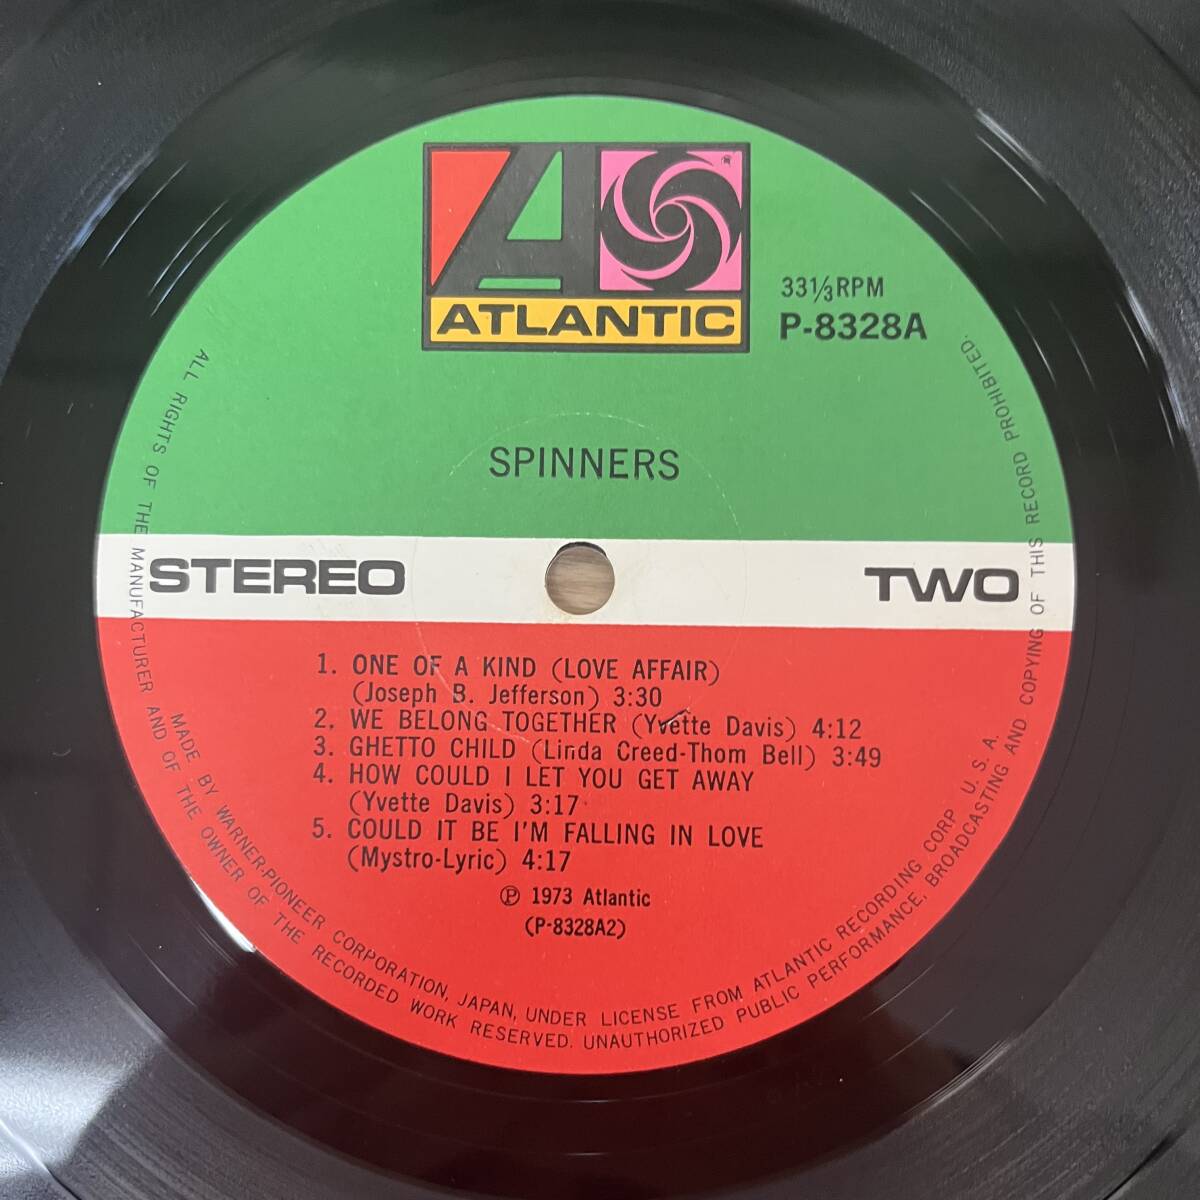 ATLANTIC
33⅓RPM
P-8328A
SPINNERS
STEREO
TWO
1. ONE OF A KIND (LOVE AFFAIR)
(Joseph B. Jefferson) 3:30
2. WE BELONG TOGETHER (Yvette Davis) 4:12
3. GHETTO CHILD (Linda Creed-Thom Bell) 3:49
4. HOW COULD I LET YOU GET AWAY
(Yvette Davis) 3:17
5. COULD IT BE I'M FALLING IN LOVE
(Mystro-Lyric) 4:17
Ⓟ 1973 Atlantic
(P-8328A2)
MADE BY WARNER-PIONEER CORPORATION, JAPAN, UNDER LICENSE FROM ATLANTIC RECORDING CORP U. S. A.
ALL RIGHTS OF THE MANUFACTURER AND OF THE OWNER OF THE RECORDED WORK RESERVED. UNAUTHORIZED PUBLIC PERFORMANCE, BROADCASTING AND COPYING OF THIS RECORD PROHIBITED.